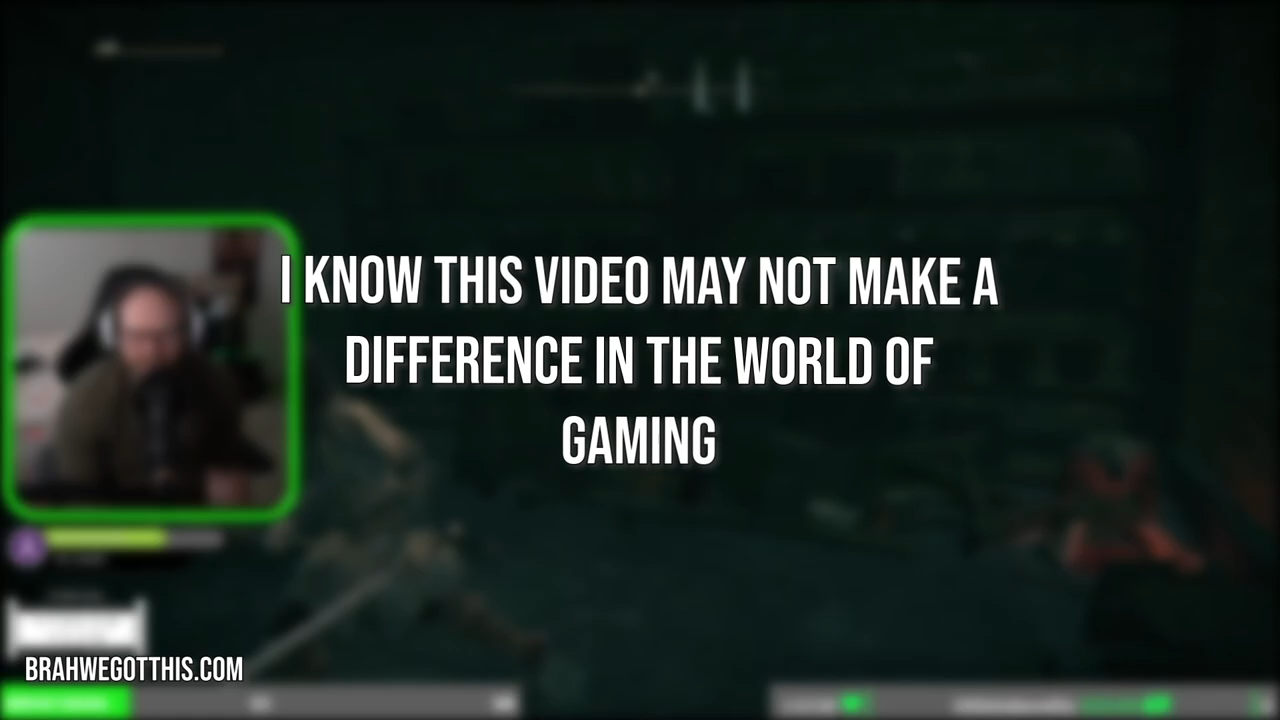 I KNOW THIS VIDEO MAY NOT MAKE A
DIFFERENCE IN THE WORLD OF
GAMING
BRAHWEGOTTHIS.COM